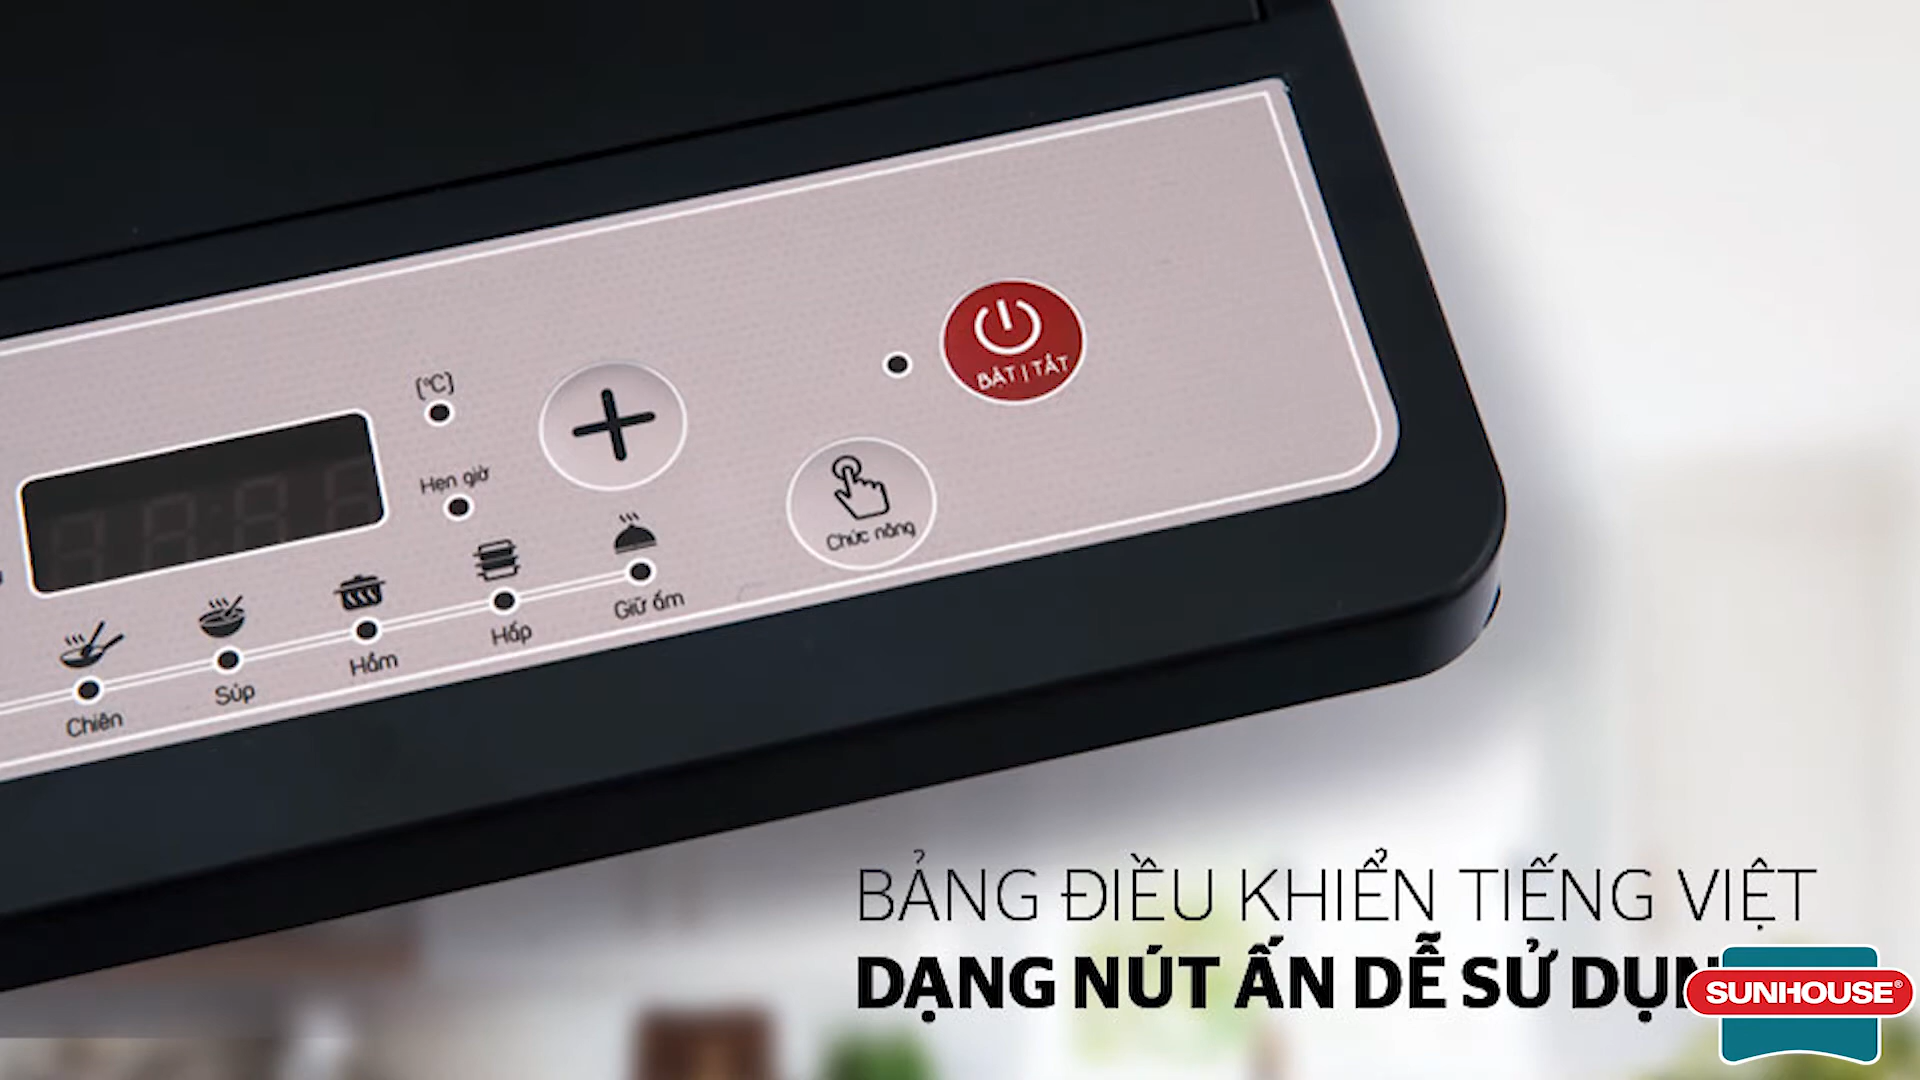 BẬT | TẮT
(°C)
Hẹn giờ
Chức năng
Giữ ấm
Hấp
Hầm
Súp
Chiên
BẢNG ĐIỀU KHIỂN TIẾNG VIỆT
DẠNG NÚT ẤN DỄ SỬ
SUNHOUSE®